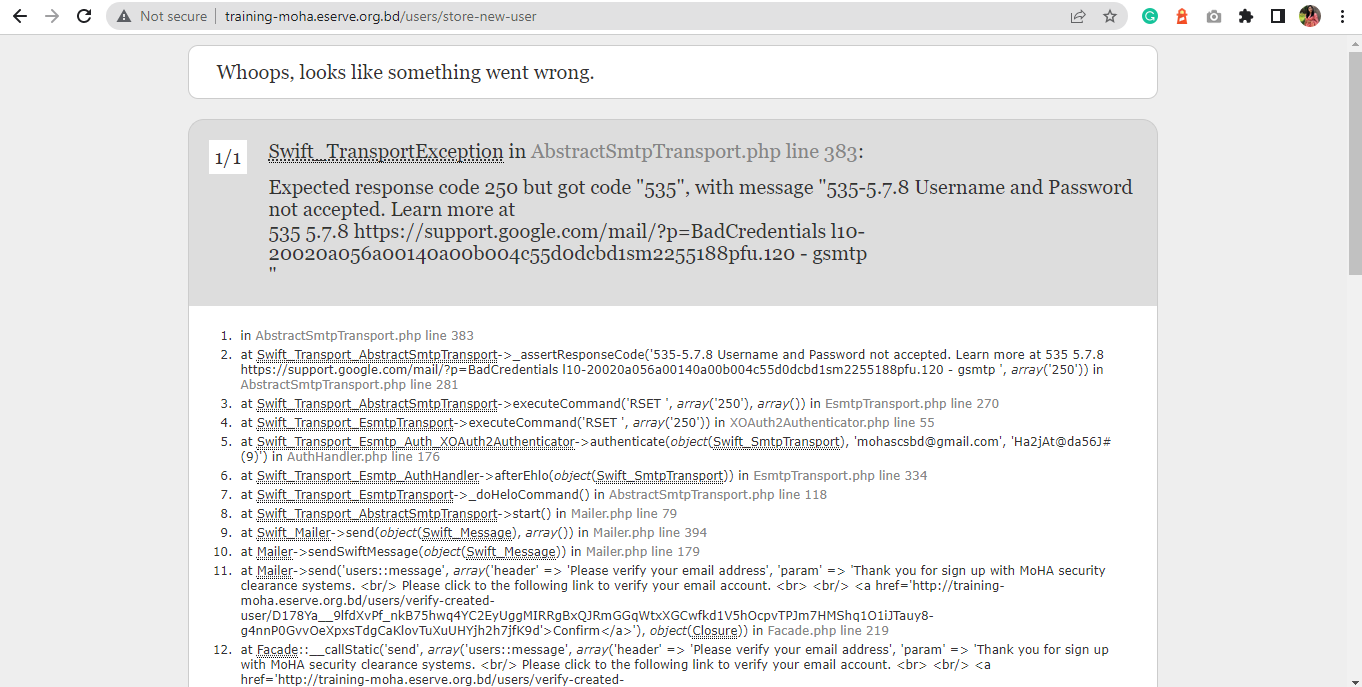 Not secure | training-moha.eserve.org.bd/users/store-new-user
Whoops, looks like something went wrong.
1/1
Swift_TransportException in AbstractSmtpTransport.php line 383:
Expected response code 250 but got code "535", with message "535-5.7.8 Username and Password
not accepted. Learn more at
535 5.7.8 https://support.google.com/mail/?p=BadCredentials l10-
20020a056a00140a00b004c55d0dcbd1sm2255188pfu.120 - gsmtp
"
1. in AbstractSmtpTransport.php line 383
2. at Swift_Transport_AbstractSmtpTransport->_assertResponseCode('535-5.7.8 Username and Password not accepted. Learn more at 535 5.7.8
https://support.google.com/mail/?p=BadCredentials l10-20020a056a00140a00b004c55d0dcbd1sm2255188pfu.120 - gsmtp ', array('250')) in
AbstractSmtpTransport.php line 281
3. at Swift_Transport_AbstractSmtpTransport->executeCommand('RSET ', array('250'), array()) in EsmtpTransport.php line 270
4. at Swift_Transport_EsmtpTransport->executeCommand('RSET ', array('250')) in XOAuth2Authenticator.php line 55
5. at Swift_Transport_Esmtp_Auth_XOAuth2Authenticator->authenticate(object(Swift_SmtpTransport), 'mohascsbd@gmail.com', 'Ha2jAt@da56J#
(9)') in AuthHandler.php line 176
6. at Swift_Transport_Esmtp_AuthHandler->afterEhlo(object(Swift_SmtpTransport)) in EsmtpTransport.php line 334
7. at Swift_Transport_EsmtpTransport->_doHeloCommand() in AbstractSmtpTransport.php line 118
8. at Swift_Transport_AbstractSmtpTransport->start() in Mailer.php line 79
9. at Swift_Mailer->send(object(Swift_Message), array()) in Mailer.php line 394
10. at Mailer->sendSwiftMessage(object(Swift_Message)) in Mailer.php line 179
11. at Mailer->send('users::message', array('header' => 'Please verify your email address', 'param' => 'Thank you for sign up with MoHA security
clearance systems. <br/> Please click to the following link to verify your email account. <br> <br/> <a href='http://training-
moha.eserve.org.bd/users/verify-created-
user/D178Ya__9lfdXvPf_nkB75hwq4YC2EyUggMIRRgBxQJRmGGqWtxXGCwfkd1V5hOcpvTPJm7HMShq1O1iJTauy8-
g4nnP0GvvOeXpxsTdgCaKlovTuXuUHYjh2h7jfK9d'>Confirm</a>'), object(Closure)) in Facade.php line 219
12. at Facade::__callStatic('send', array('users::message', array('header' => 'Please verify your email address', 'param' => 'Thank you for sign up
with MoHA security clearance systems. <br/> Please click to the following link to verify your email account. <br> <br/> <a
href='http://training-moha.eserve.org.bd/users/verify-created-